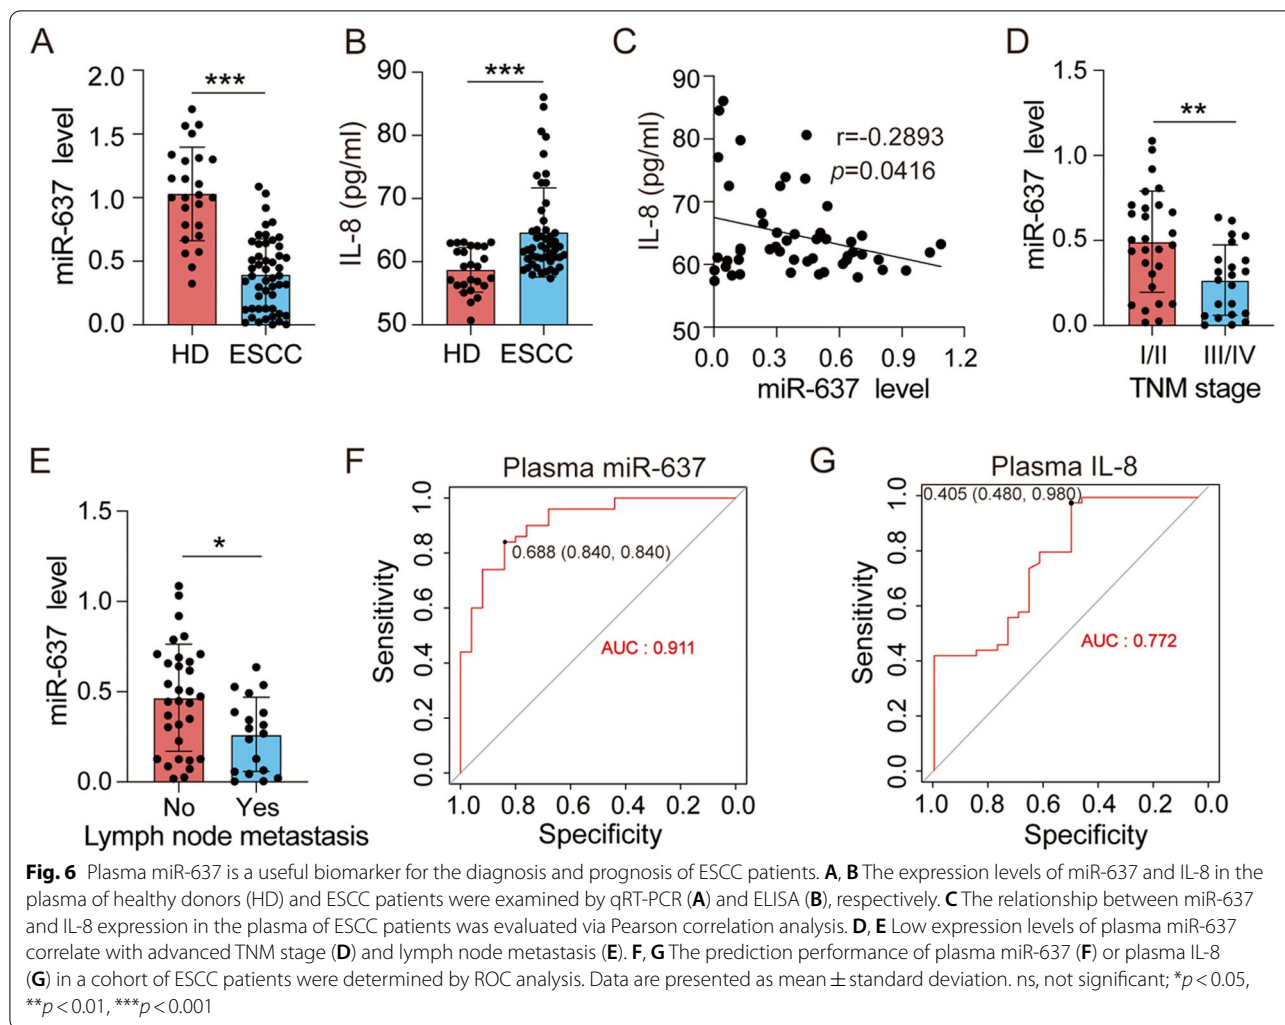 A
miR-637 level
2.0
1.5
1.0
0.5
0.0
***
HD ESCC
B
IL-8 (pg/ml)
90
80
70
60
50
***
HD ESCC
C
IL-8 (pg/ml)
90
80
70
60
50
r=-0.2893
p=0.0416
0.0 0.3 0.6 0.9 1.2
miR-637 level
D
miR-637 level
1.5
1.0
0.5
0.0
**
I/II III/IV
TNM stage
E
miR-637 level
1.5
1.0
0.5
0.0
*
No Yes
Lymph node metastasis
F
Plasma miR-637
Sensitivity
1.0
0.8
0.6
0.4
0.2
0.0
0.688 (0.840, 0.840)
AUC : 0.911
1.0 0.8 0.6 0.4 0.2 0.0
Specificity
G
Plasma IL-8
Sensitivity
1.0
0.8
0.6
0.4
0.2
0.0
0.405 (0.480, 0.980)
AUC : 0.772
1.0 0.8 0.6 0.4 0.2 0.0
Specificity
Fig. 6 Plasma miR-637 is a useful biomarker for the diagnosis and prognosis of ESCC patients. A, B The expression levels of miR-637 and IL-8 in the
plasma of healthy donors (HD) and ESCC patients were examined by qRT-PCR (A) and ELISA (B), respectively. C The relationship between miR-637
and IL-8 expression in the plasma of ESCC patients was evaluated via Pearson correlation analysis. D, E Low expression levels of plasma miR-637
correlate with advanced TNM stage (D) and lymph node metastasis (E). F, G The prediction performance of plasma miR-637 (F) or plasma IL-8
(G) in a cohort of ESCC patients were determined by ROC analysis. Data are presented as mean ± standard deviation. ns, not significant; *p < 0.05,
**p < 0.01, ***p < 0.001